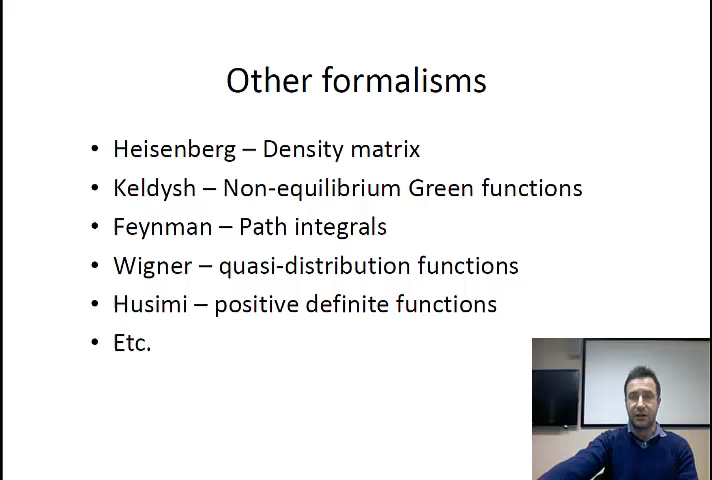 Other formalisms
• Heisenberg – Density matrix
• Keldysh – Non-equilibrium Green functions
• Feynman – Path integrals
• Wigner – quasi-distribution functions
• Husimi – positive definite functions
• Etc.